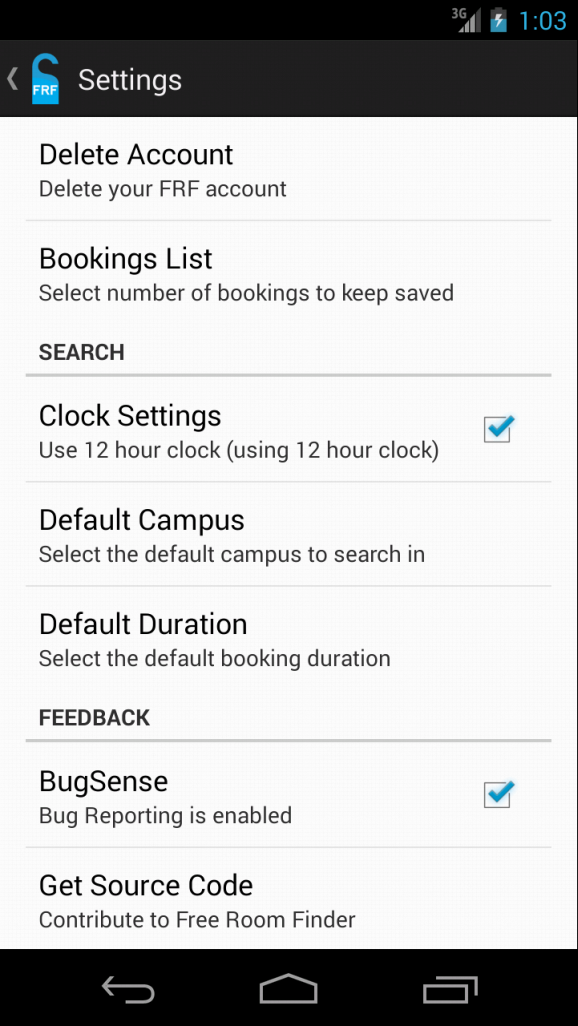 3G 1:03
FRF Settings
Delete Account
Delete your FRF account
Bookings List
Select number of bookings to keep saved
SEARCH
Clock Settings
Use 12 hour clock (using 12 hour clock)
Default Campus
Select the default campus to search in
Default Duration
Select the default booking duration
FEEDBACK
BugSense
Bug Reporting is enabled
Get Source Code
Contribute to Free Room Finder